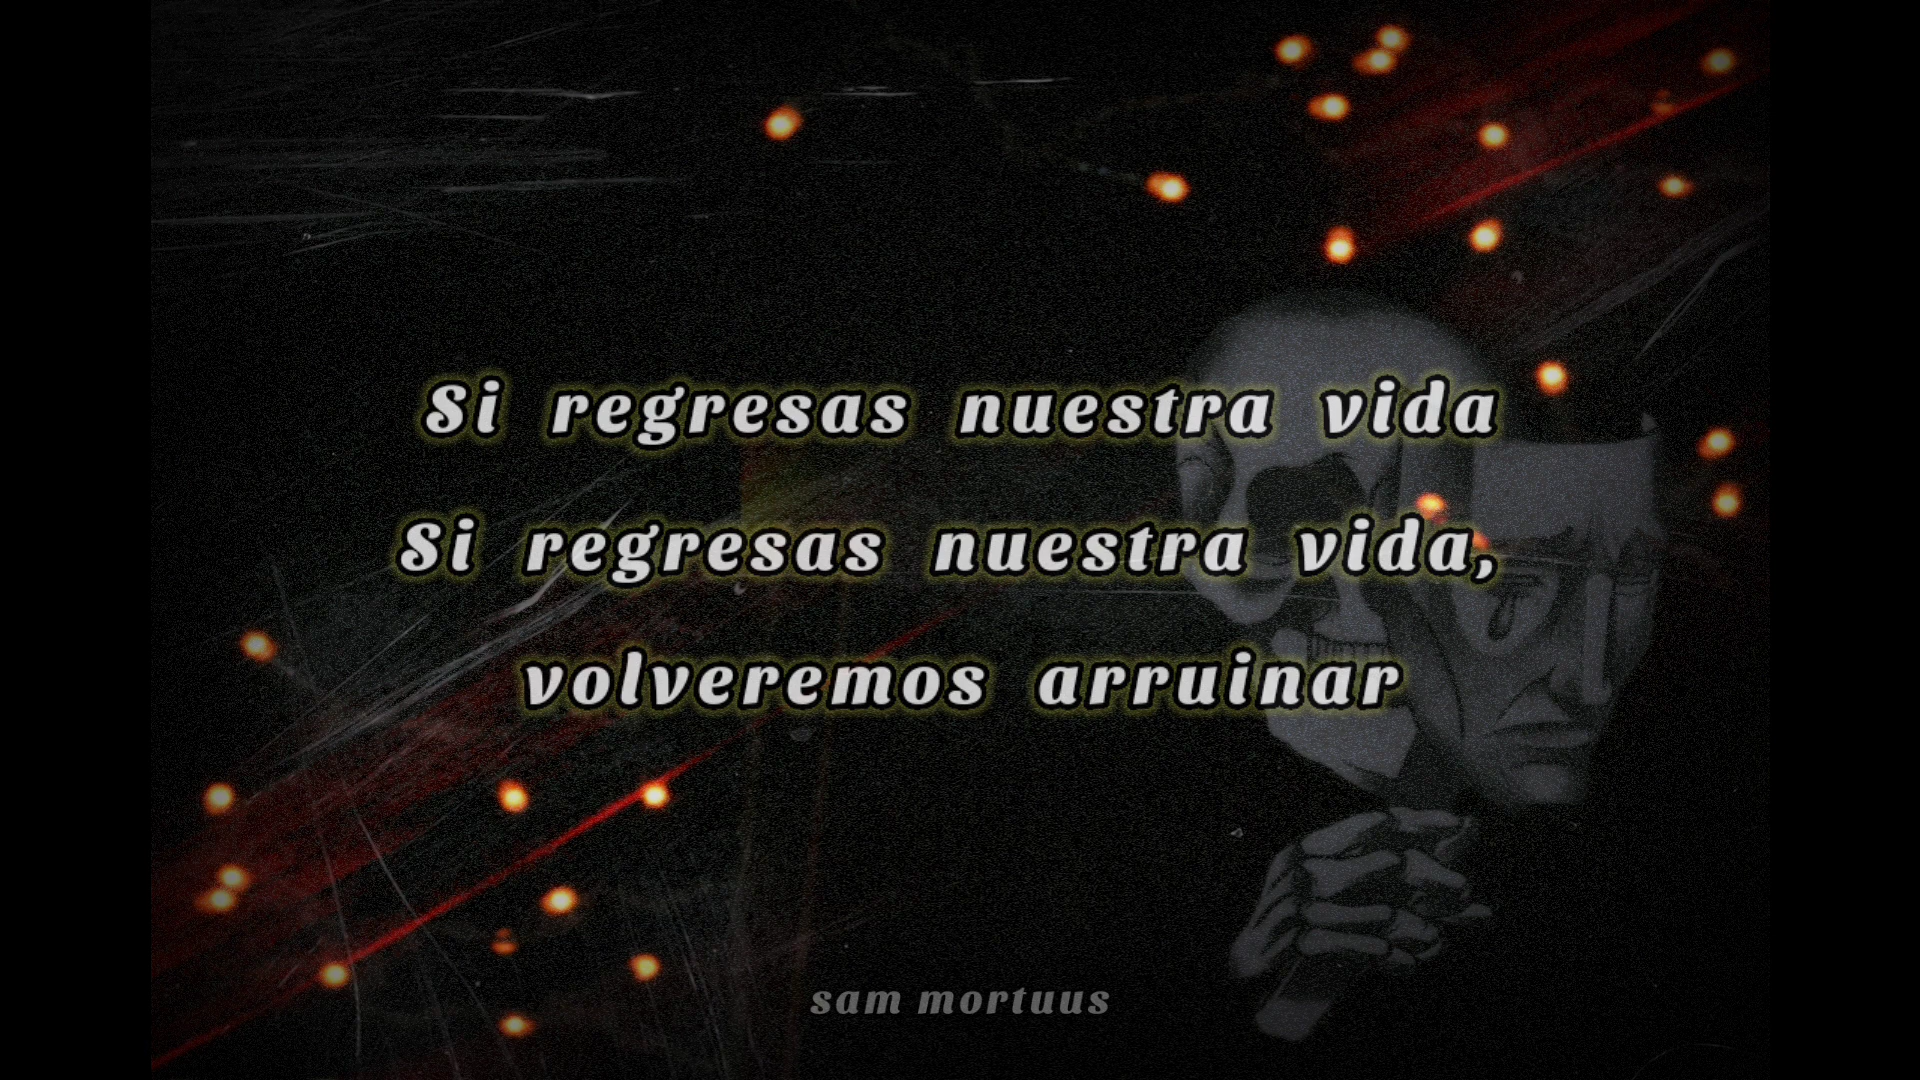 Si regresas nuestra vida
Si regresas nuestra vida,
volveremos arruinar
sam mortuus